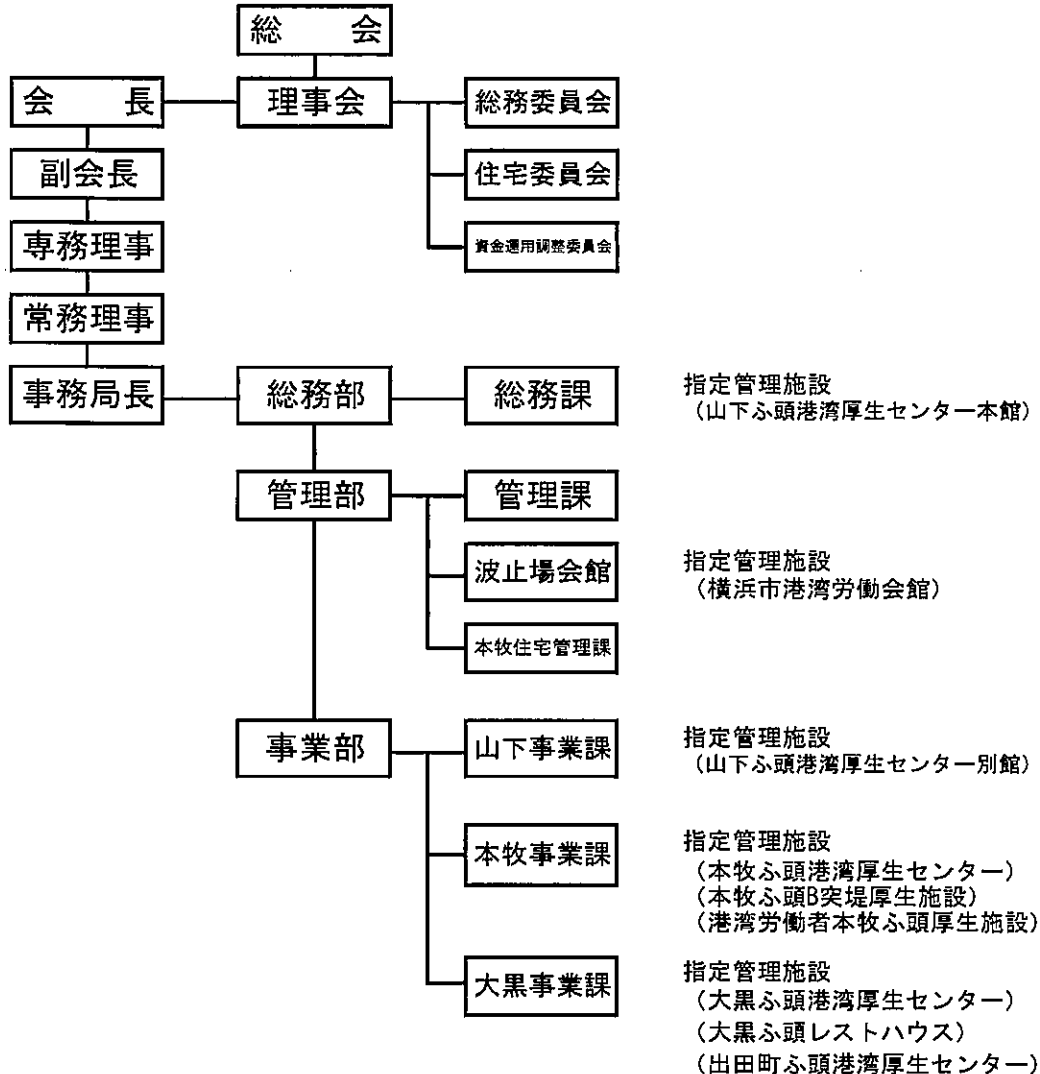 総　会
会　長
理事会
総務委員会
副会長
住宅委員会
専務理事
資金運用調整委員会
常務理事
事務局長
総務部
総務課
指定管理施設
（山下ふ頭港湾厚生センター本館）
管理部
管理課
波止場会館
指定管理施設
（横浜市港湾労働会館）
本牧住宅管理課
事業部
山下事業課
指定管理施設
（山下ふ頭港湾厚生センター別館）
本牧事業課
指定管理施設
（本牧ふ頭港湾厚生センター）
（本牧ふ頭B突堤厚生施設）
（港湾労働者本牧ふ頭厚生施設）
大黒事業課
指定管理施設
（大黒ふ頭港湾厚生センター）
（大黒ふ頭レストハウス）
（出田町ふ頭港湾厚生センター）